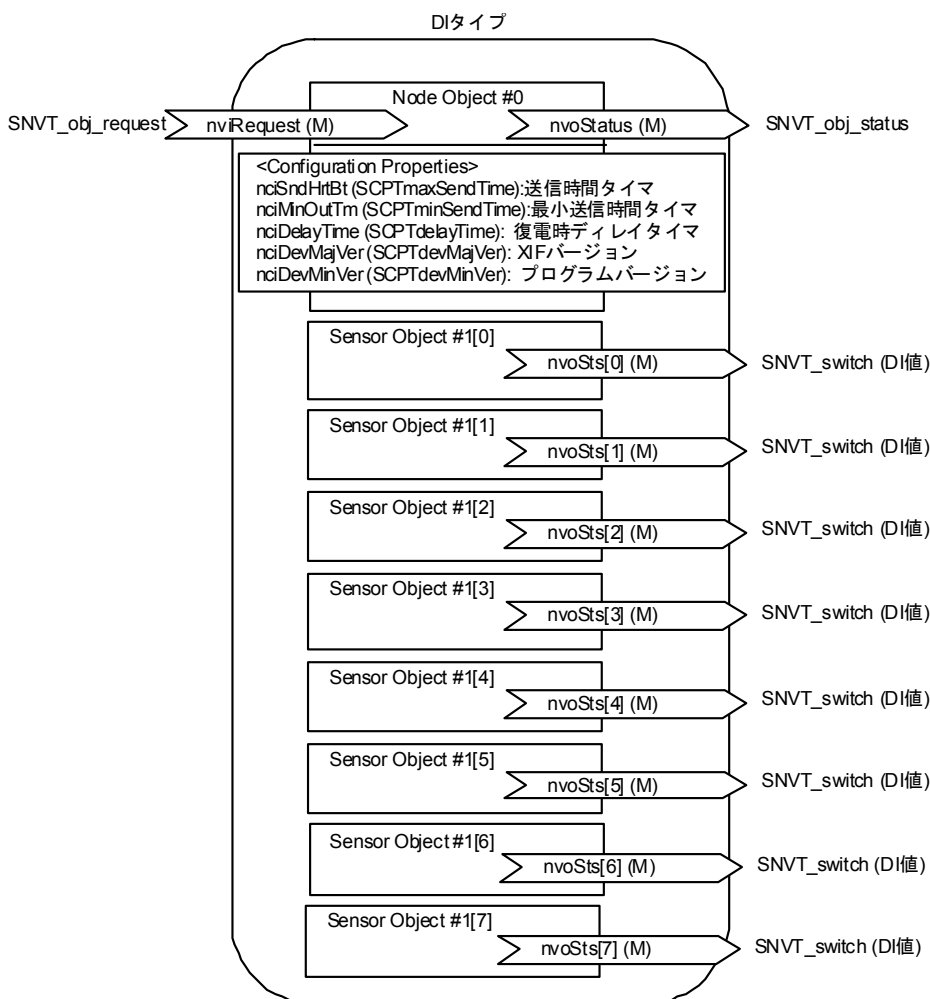 DIタイプ
Node Object #0
SNVT_obj_request
nviRequest (M)
nvoStatus (M)
SNVT_obj_status
<Configuration Properties>
nciSndHrtBt (SCPTmaxSendTime):送信時間タイマ
nciMinOutTm (SCPTminSendTime):最小送信時間タイマ
nciDelayTime (SCPTdelayTime): 復電時ディレイタイマ
nciDevMajVer (SCPTdevMajVer): XIFバージョン
nciDevMinVer (SCPTdevMinVer): プログラムバージョン
Sensor Object #1[0]
nvoSts[0] (M)
SNVT_switch (DI値)
Sensor Object #1[1]
nvoSts[1] (M)
SNVT_switch (DI値)
Sensor Object #1[2]
nvoSts[2] (M)
SNVT_switch (DI値)
Sensor Object #1[3]
nvoSts[3] (M)
SNVT_switch (DI値)
Sensor Object #1[4]
nvoSts[4] (M)
SNVT_switch (DI値)
Sensor Object #1[5]
nvoSts[5] (M)
SNVT_switch (DI値)
Sensor Object #1[6]
nvoSts[6] (M)
SNVT_switch (DI値)
Sensor Object #1[7]
nvoSts[7] (M)
SNVT_switch (DI値)